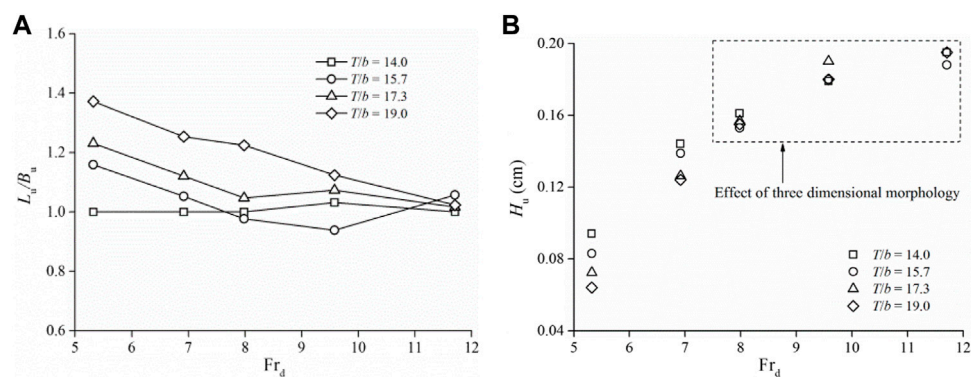 A
1.6
1.4
1.2
1.0
0.8
0.6
5 6 7 8 9 10 11 12
L_u/B_u
Fr_d
T/b = 14.0
T/b = 15.7
T/b = 17.3
T/b = 19.0
B
0.20
0.16
0.12
0.08
0.04
5 6 7 8 9 10 11 12
H_u (cm)
Fr_d
Effect of three dimensional morphology
T/b = 14.0
T/b = 15.7
T/b = 17.3
T/b = 19.0